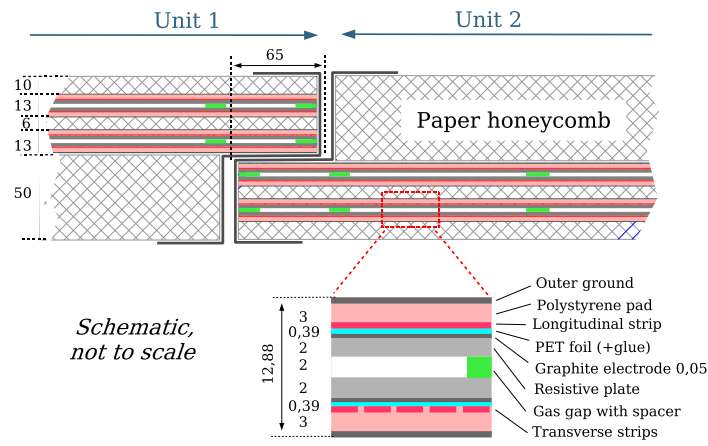 Unit 1
Unit 2
65
10
13
6
13
50
Paper honeycomb
Schematic,
not to scale
12,88
3
0,39
2
2
2
0,39
3
Outer ground
Polystyrene pad
Longitudinal strip
PET foil (+glue)
Graphite electrode 0,05
Resistive plate
Gas gap with spacer
Transverse strips